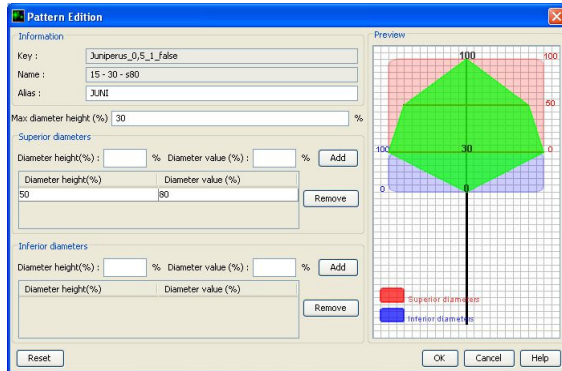 Pattern Edition
Information
Key : Juniperus_0,5_1_false
Name : 15 - 30 - s80
Alias : JUNI
Max diameter height (%) 30 %
Superior diameters
Diameter height(%) : % Diameter value (%) : % Add
Diameter height(%) Diameter value (%)
50 80
Remove
Inferior diameters
Diameter height(%) : % Diameter value (%) : % Add
Diameter height(%) Diameter value (%)
Remove
Preview
100 100
50
100 30 0
0 0
Superior diameters
Inferior diameters
Reset OK Cancel Help